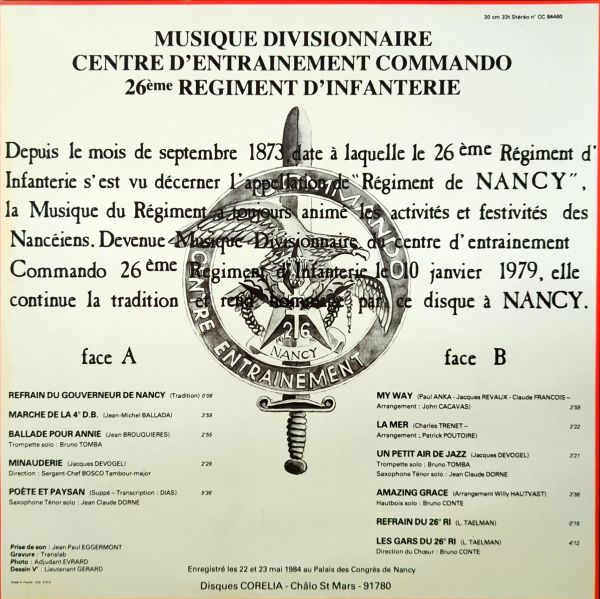 30 cm 33t Stéréo n° CC 84460
MUSIQUE DIVISIONNAIRE
CENTRE D'ENTRAINEMENT COMMANDO
26ème REGIMENT D'INFANTERIE
Depuis le mois de septembre 1873, date à laquelle le 26 ème Régiment d'
Infanterie s'est vu décerner l'appellation de "Régiment de NANCY",
la Musique du Régiment a toujours animé les activités et festivités des
Nancéiens. Devenue Musique Divisionnaire du centre d'entrainement
Commando 26ème Régiment d'Infanterie le 10 janvier 1979, elle
continue la tradition et rend hommage par ce disque à NANCY.
COMMANDO
CENTRE ENTRAINEMENT
26
NANCY
face A
REFRAIN DU GOUVERNEUR DE NANCY (Tradition) 0'08
MARCHE DE LA 4e D.B. (Jean-Michel BALLADA) 3'53
BALLADE POUR ANNIE (Jean BROUQUIERES) 2'55
Trompette solo : Bruno TOMBA
MINAUDERIE (Jacques DEVOGEL) 2'26
Direction : Sergent-Chef BOSCO Tambour-major
POÈTE ET PAYSAN (Suppé - Transcription : DIAS) 9'36
Saxophone Ténor solo : Jean Claude DORNE
face B
MY WAY (Paul ANKA - Jacques REVAUX - Claude FRANCOIS -
Arrangement : John CACAVAS) 3'59
LA MER (Charles TRENET -
Arrangement : Patrick POUTOIRE) 3'22
UN PETIT AIR DE JAZZ (Jacques DEVOGEL) 3'21
Trompette solo : Bruno TOMBA
Saxophone Ténor solo : Jean Claude DORNE
AMAZING GRACE (Arrangement Willy HAUTVAST) 3'38
Hautbois solo : Bruno CONTE
REFRAIN DU 26e RI (L. TAELMAN) 0'15
LES GARS DU 26e RI (L. TAELMAN) 4'12
Direction du Chœur : Bruno CONTE
Prise de son : Jean Paul EGGERMONT
Gravure : Translab
Photo : Adjudant EVRARD
Dessin V° : Lieutenant GERARD
Enregistré les 22 et 23 mai 1984 au Palais des Congrès de Nancy
Disques CORELIA - Châlo St Mars - 91780